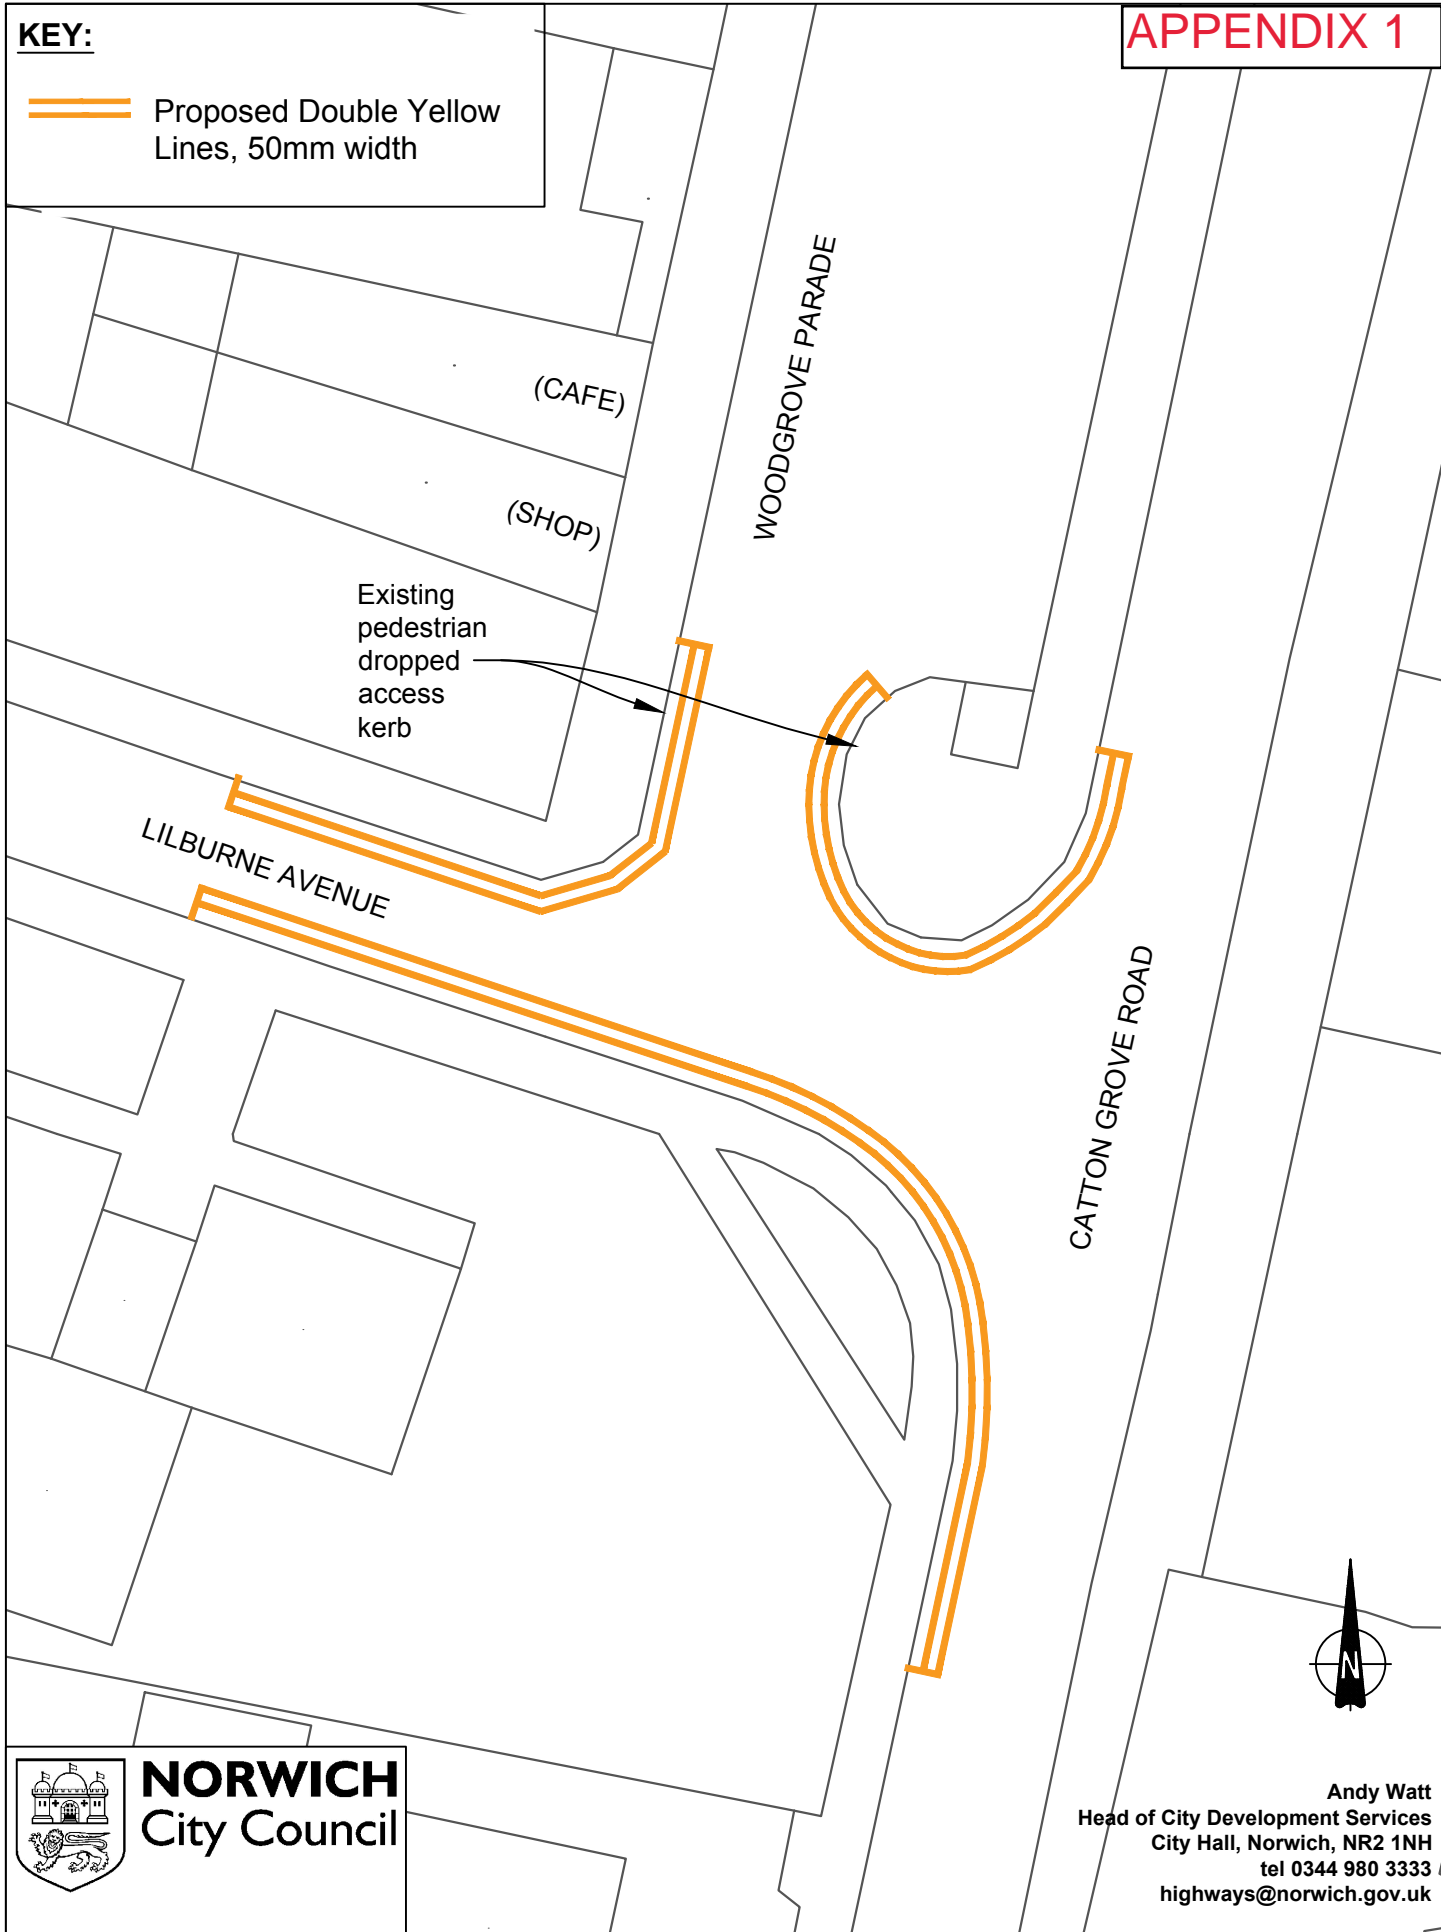 KEY:
Proposed Double Yellow
Lines, 50mm width
APPENDIX 1
WOODGROVE PARADE
(CAFE)
(SHOP)
Existing
pedestrian
dropped
access
kerb
LILBURNE AVENUE
CATTON GROVE ROAD
N
NORWICH
City Council
Andy Watt
Head of City Development Services
City Hall, Norwich, NR2 1NH
tel 0344 980 3333
highways@norwich.gov.uk